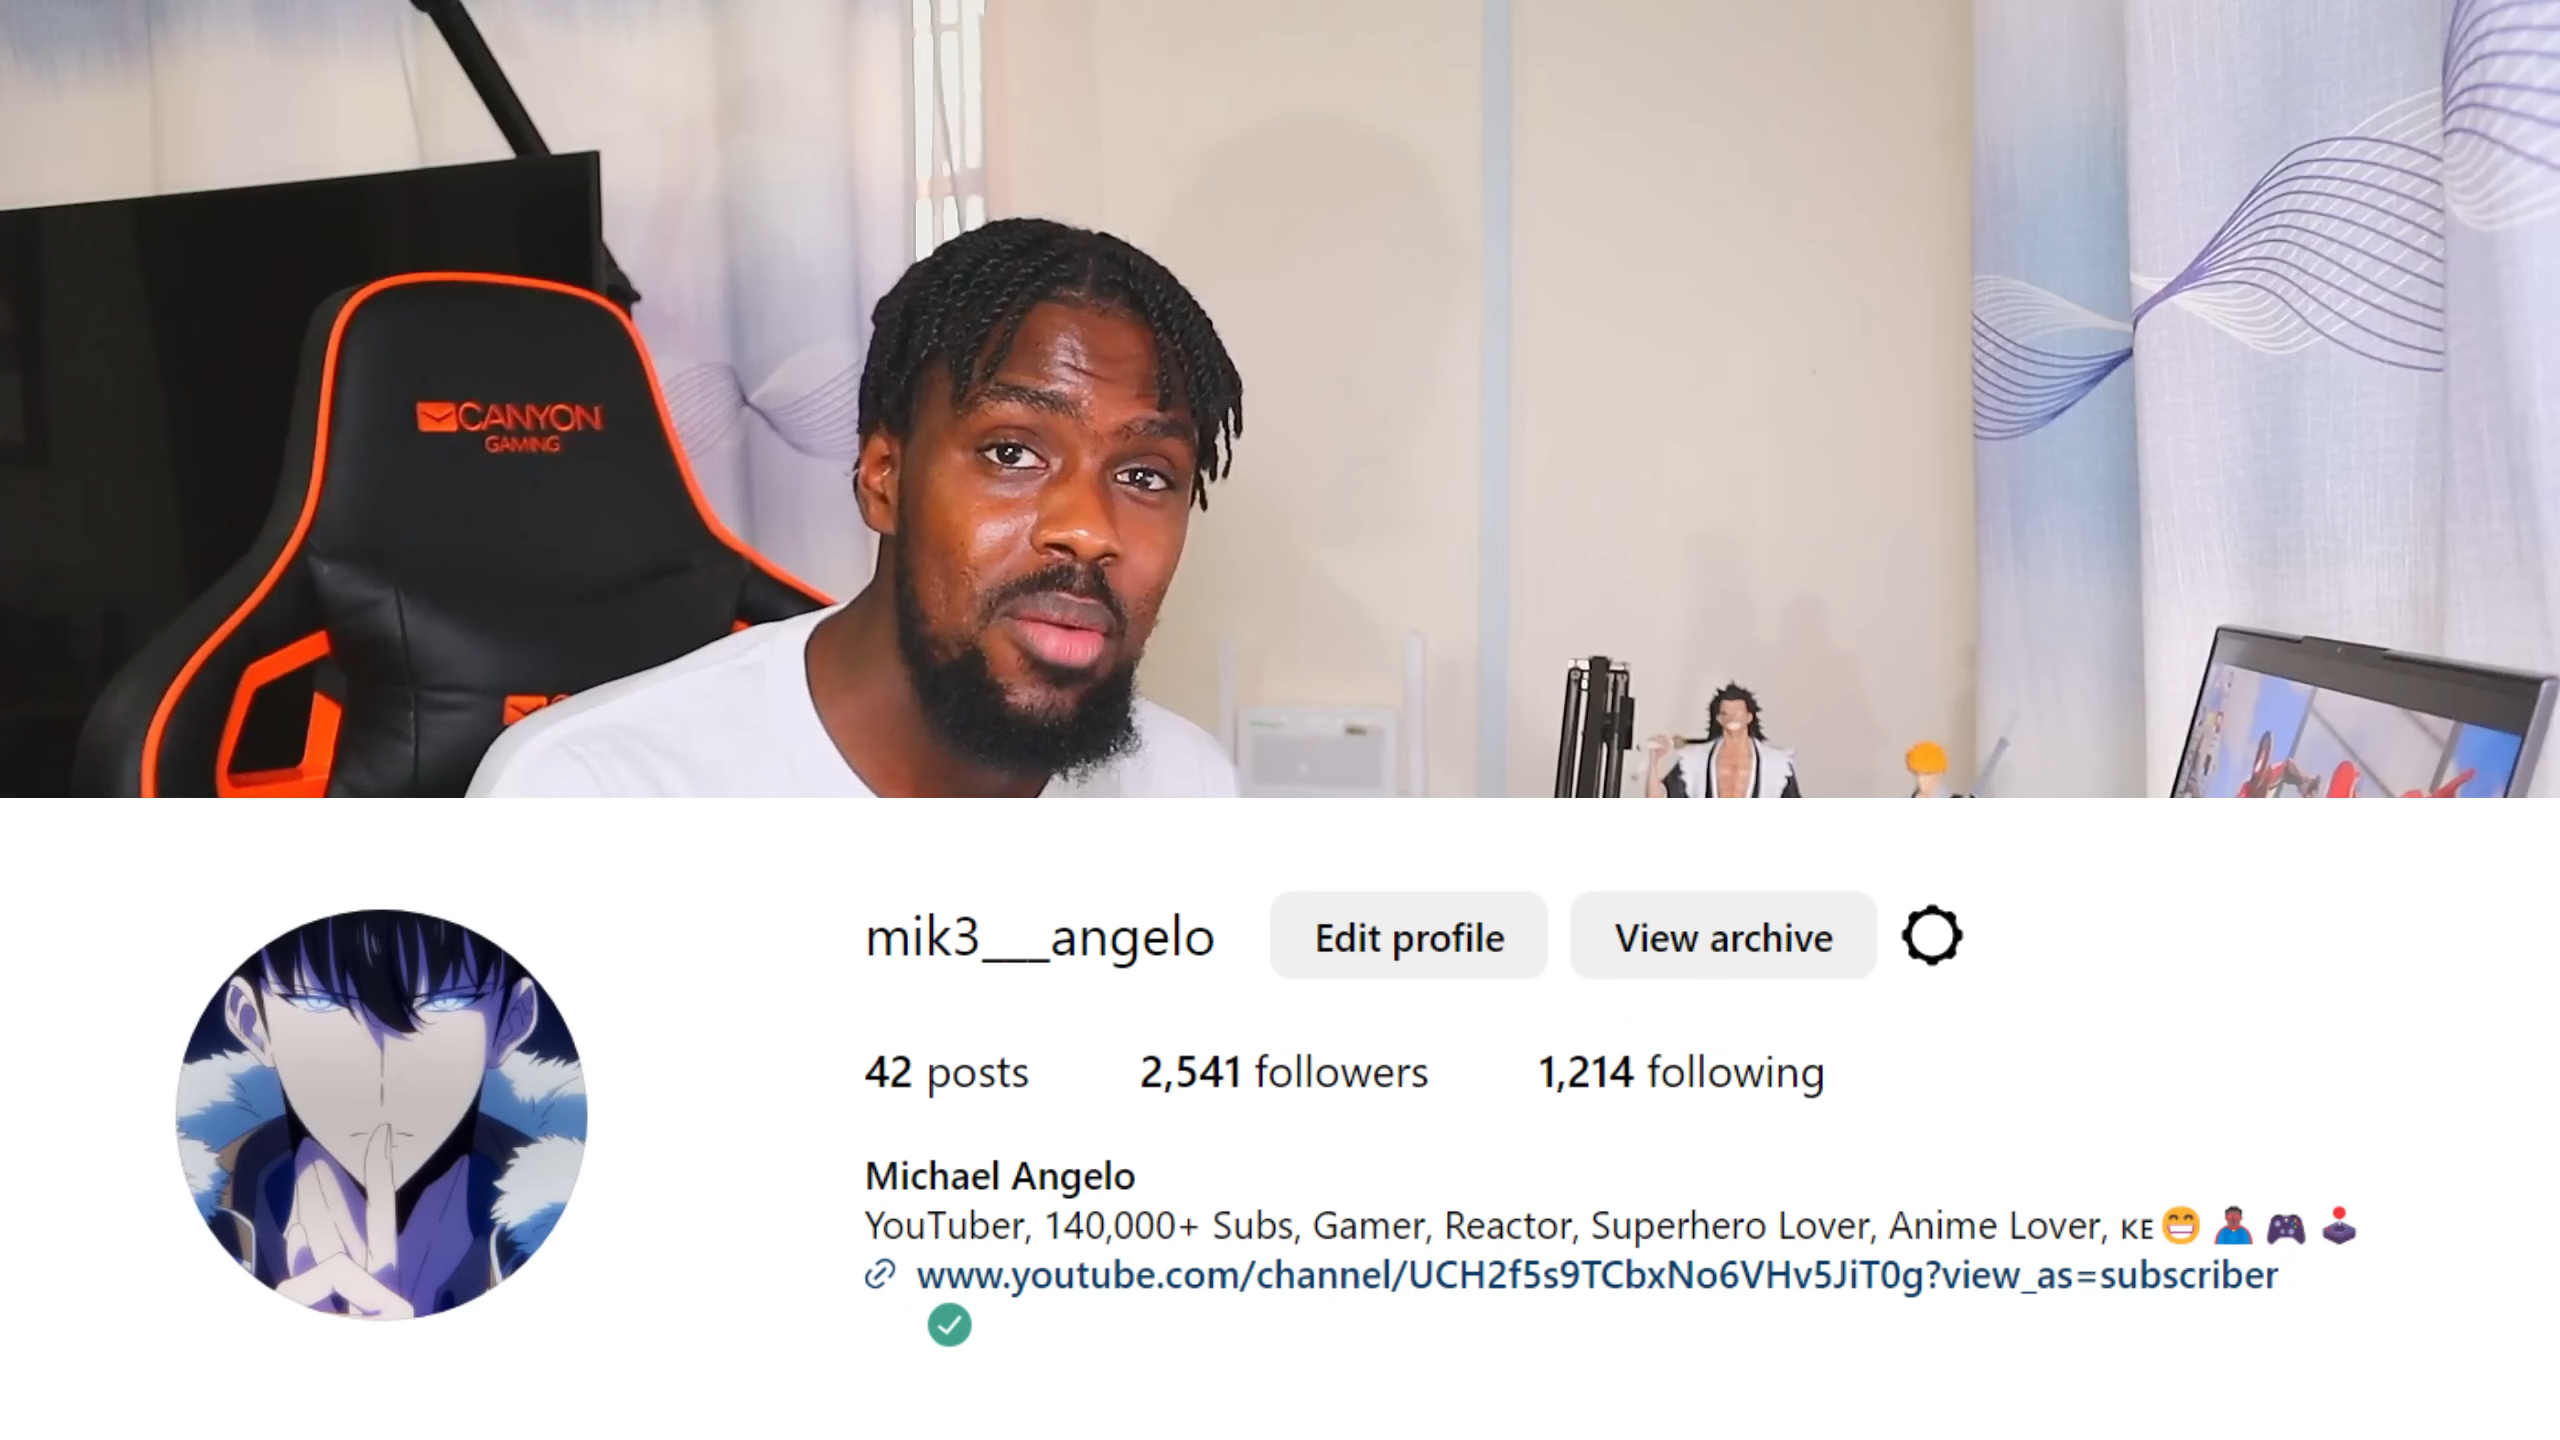 CANYON
GAMING
mik3___angelo
Edit profile
View archive
42 posts
2,541 followers
1,214 following
Michael Angelo
YouTuber, 140,000+ Subs, Gamer, Reactor, Superhero Lover, Anime Lover, ᴋᴇ😁🦸🏿‍♂️🎮🕹️
www.youtube.com/channel/UCH2f5s9TCbxNo6VHv5JiT0g?view_as=subscriber